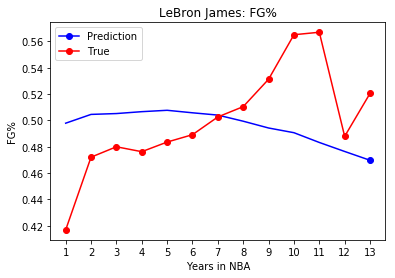 LeBron James: FG%
Prediction
True
0.56
0.54
0.52
0.50
0.48
0.46
0.44
0.42
FG%
1 2 3 4 5 6 7 8 9 10 11 12 13
Years in NBA